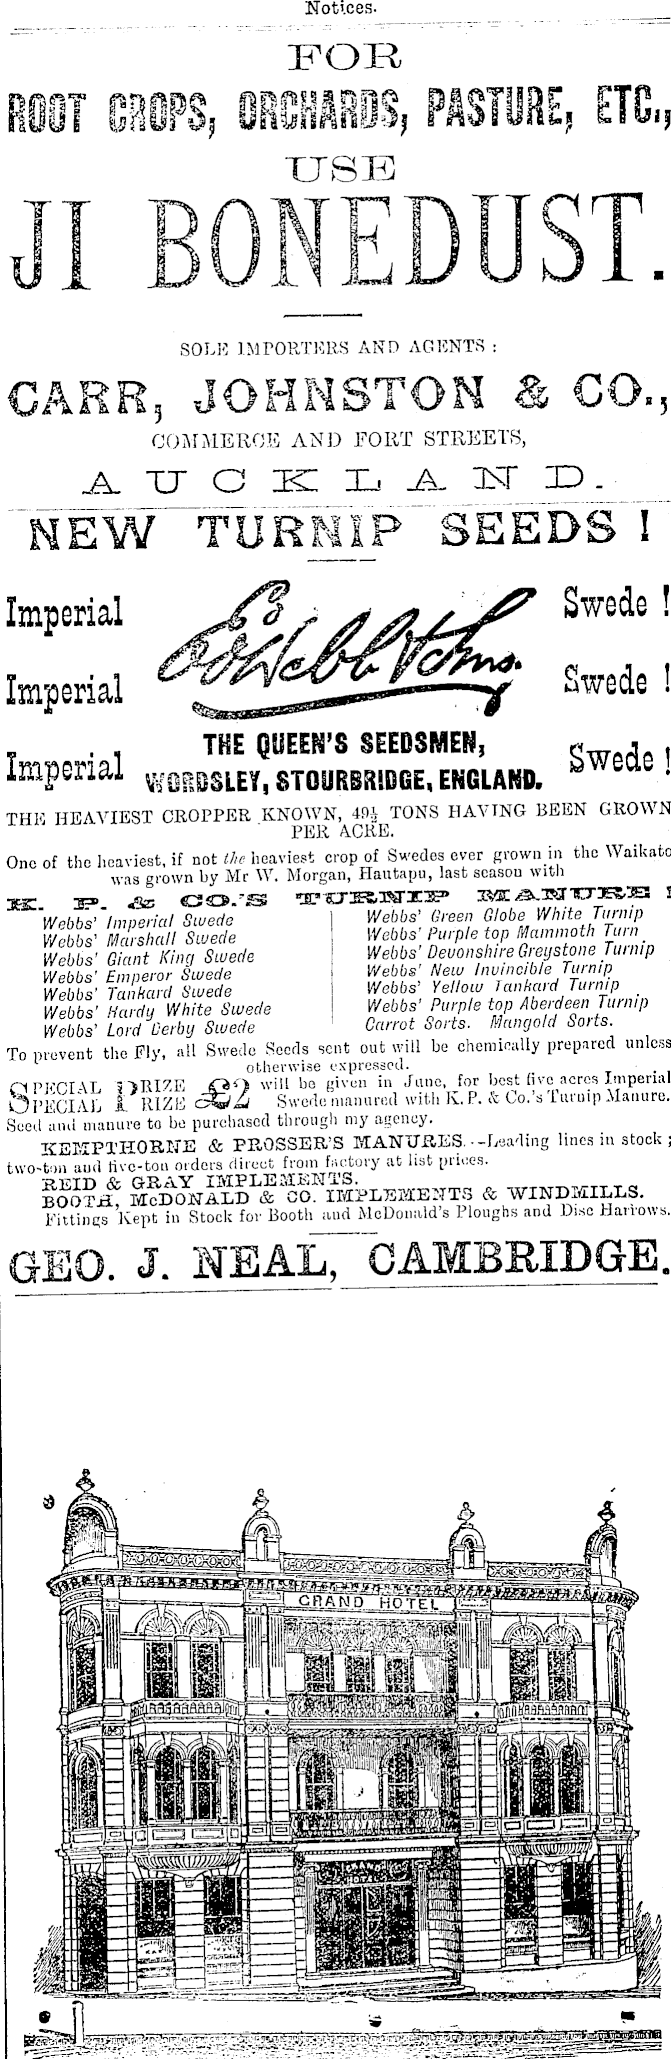 Notices.
FOR
ROOT CROPS, ORCHARDS, PASTURE, ETC.,
USE
JI BONEDUST.
SOLE IMPORTERS AND AGENTS :
CARR, JOHNSTON & CO.,
COMMERCE AND FORT STREETS,
AUCKLAND.
NEW TURNIP SEEDS !
Imperial Swede !
Imperial Swede !
Imperial Swede !
E. Webb & Sons.
THE QUEEN'S SEEDSMEN,
WORDSLEY, STOURBRIDGE, ENGLAND.
THE HEAVIEST CROPPER KNOWN, 49½ TONS HAVING BEEN GROWN
PER ACRE.
One of the heaviest, if not the heaviest crop of Swedes ever grown in the Waikato
was grown by Mr W. Morgan, Hautapu, last season with
K. P. & CO.'S TURNIP MANURE !
Webbs' Imperial Swede
Webbs' Marshall Swede
Webbs' Giant King Swede
Webbs' Emperor Swede
Webbs' Tankard Swede
Webbs' Hardy White Swede
Webbs' Lord Derby Swede
Webbs' Green Globe White Turnip
Webbs' Purple top Mammoth Turn
Webbs' Devonshire Greystone Turnip
Webbs' New Invincible Turnip
Webbs' Yellow Tankard Turnip
Webbs' Purple top Aberdeen Turnip
Carrot Sorts. Mangold Sorts.
To prevent the Fly, all Swede Seeds sent out will be chemically prepared unless
otherwise expressed.
SPECIAL PRIZE £2 will be given in June, for best five acres Imperial
SPECIAL PRIZE £2 Swede manured with K. P. & Co.'s Turnip Manure.
Seed and manure to be purchased through my agency.
KEMPTHORNE & PROSSER'S MANURES.--Leading lines in stock ;
two-ton and five-ton orders direct from factory at list prices.
REID & GRAY IMPLEMENTS.
BOOTH, McDONALD & CO. IMPLEMENTS & WINDMILLS.
Fittings Kept in Stock for Booth and McDonald's Ploughs and Disc Harrows.
GEO. J. NEAL, CAMBRIDGE.
GRAND HOTEL